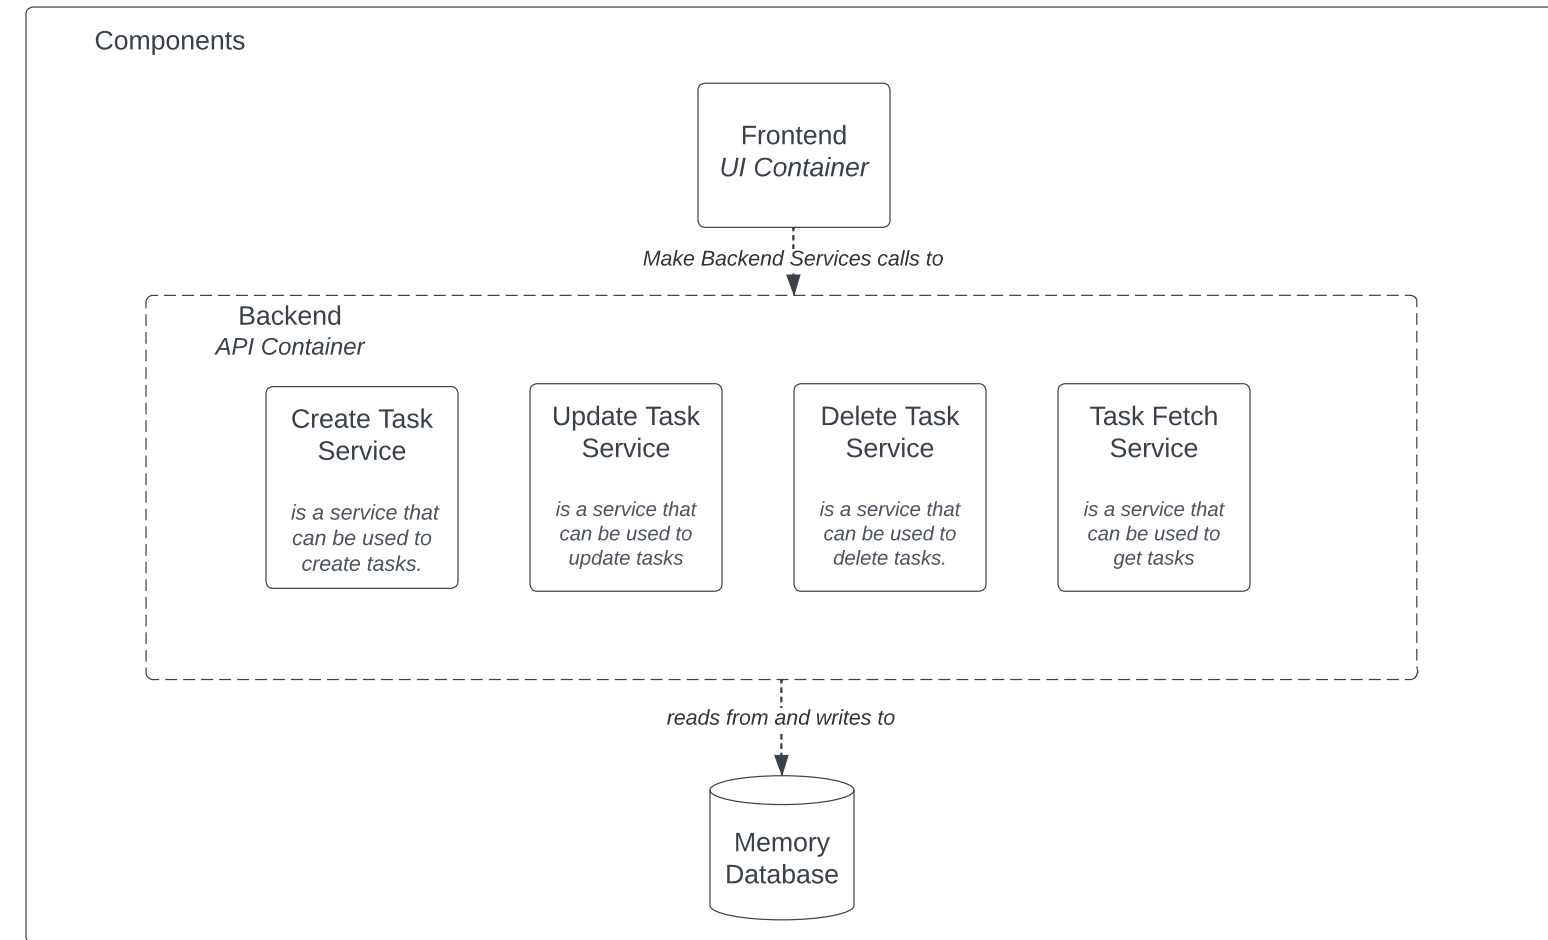 Components
Frontend
UI Container
Make Backend Services calls to
Backend
API Container
Create Task
Service
is a service that
can be used to
create tasks.
Update Task
Service
is a service that
can be used to
update tasks
Delete Task
Service
is a service that
can be used to
delete tasks.
Task Fetch
Service
is a service that
can be used to
get tasks
reads from and writes to
Memory
Database